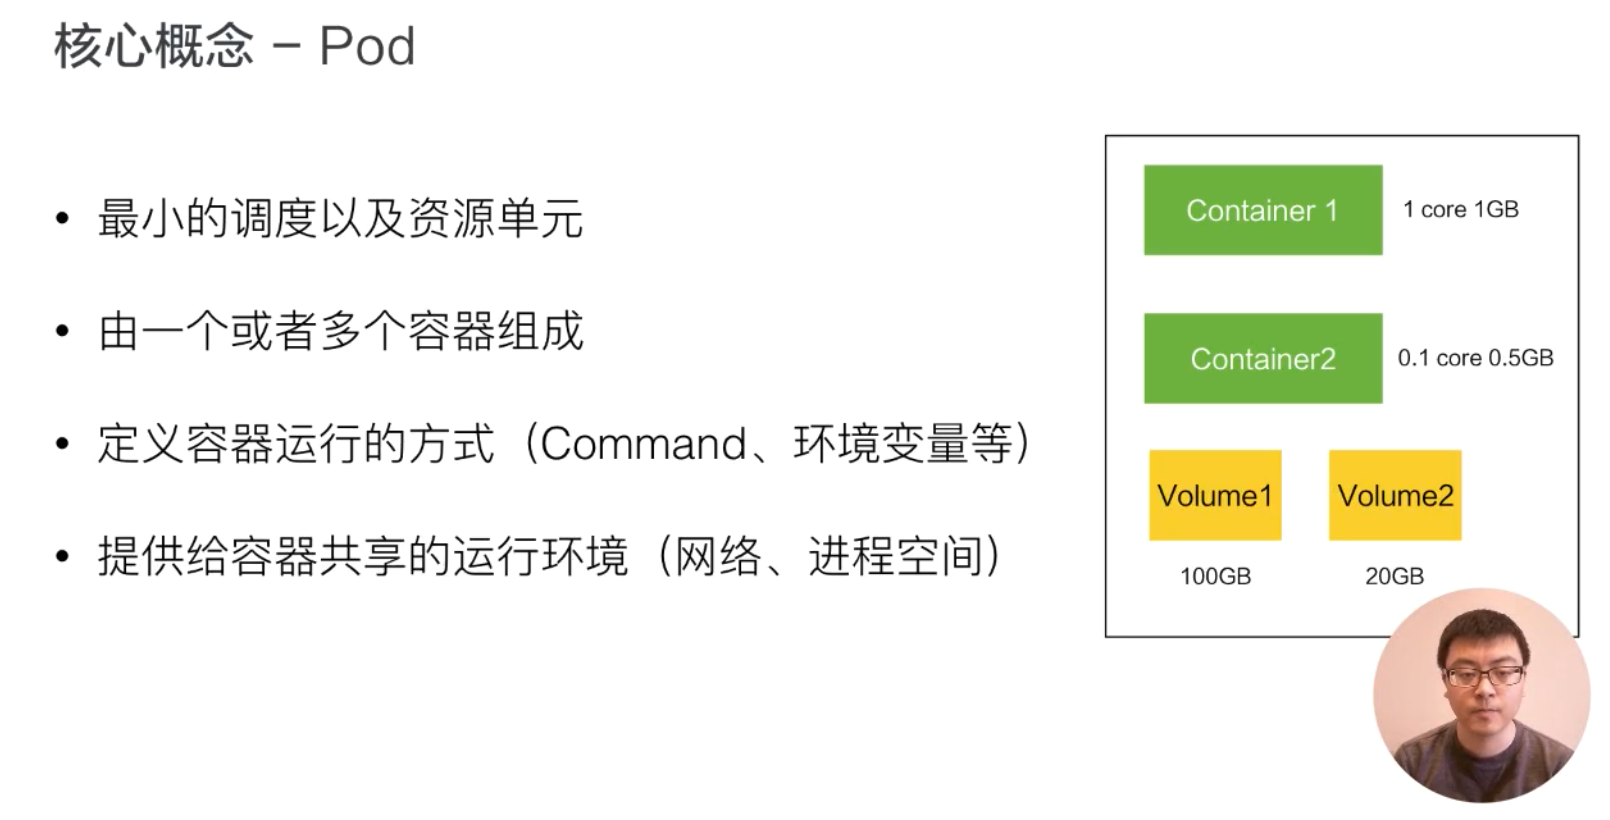 核心概念 – Pod
• 最小的调度以及资源单元
• 由一个或者多个容器组成
• 定义容器运行的方式（Command、环境变量等）
• 提供给容器共享的运行环境（网络、进程空间）
Container 1
1 core 1GB
Container2
0.1 core 0.5GB
Volume1
Volume2
100GB
20GB